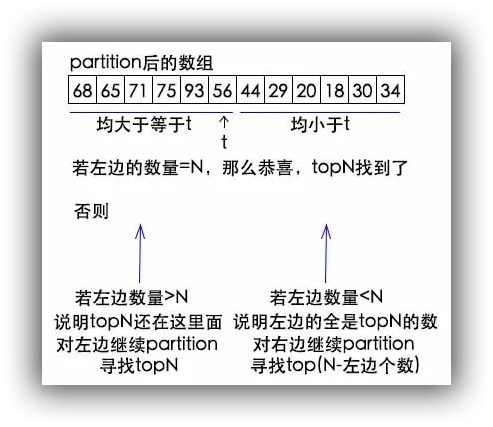 partition后的数组
68 65 71 75 93 56 44 29 20 18 30 34
均大于等于t ↑ 均小于t
t
若左边的数量=N，那么恭喜，topN找到了
否则
若左边数量>N
说明topN还在这里面
对左边继续partition
寻找topN
若左边数量<N
说明左边的全是topN的数
对右边继续partition
寻找top(N-左边个数)